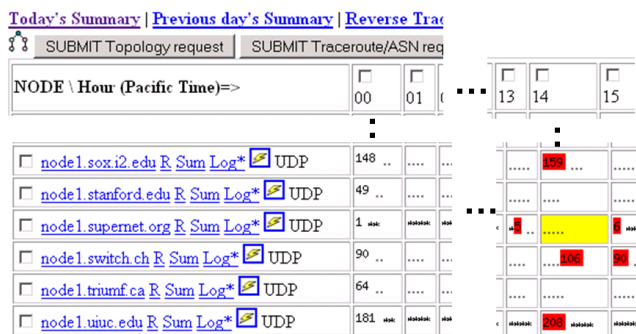 Today's Summary | Previous day's Summary | Reverse Trac
SUBMIT Topology request SUBMIT Traceroute/ASN req
NODE \ Hour (Pacific Time)=> 00 01 ... 13 14 15
node1.sox.i2.edu R Sum Log* UDP 148 .. .... ..... 159 ... ....
node1.stanford.edu R Sum Log* UDP 49 .. .... ..... .... .....
node1.supernet.org R Sum Log* UDP 1 *** ***** *5 .. ..... 6 **
node1.switch.ch R Sum Log* UDP 90 .. .... .... ....106 90 ..
node1.triumf.ca R Sum Log* UDP 64 .. .... .... ..... .....
node1.uiuc.edu R Sum Log* UDP 181 *** ***** ***** 208 **** *****